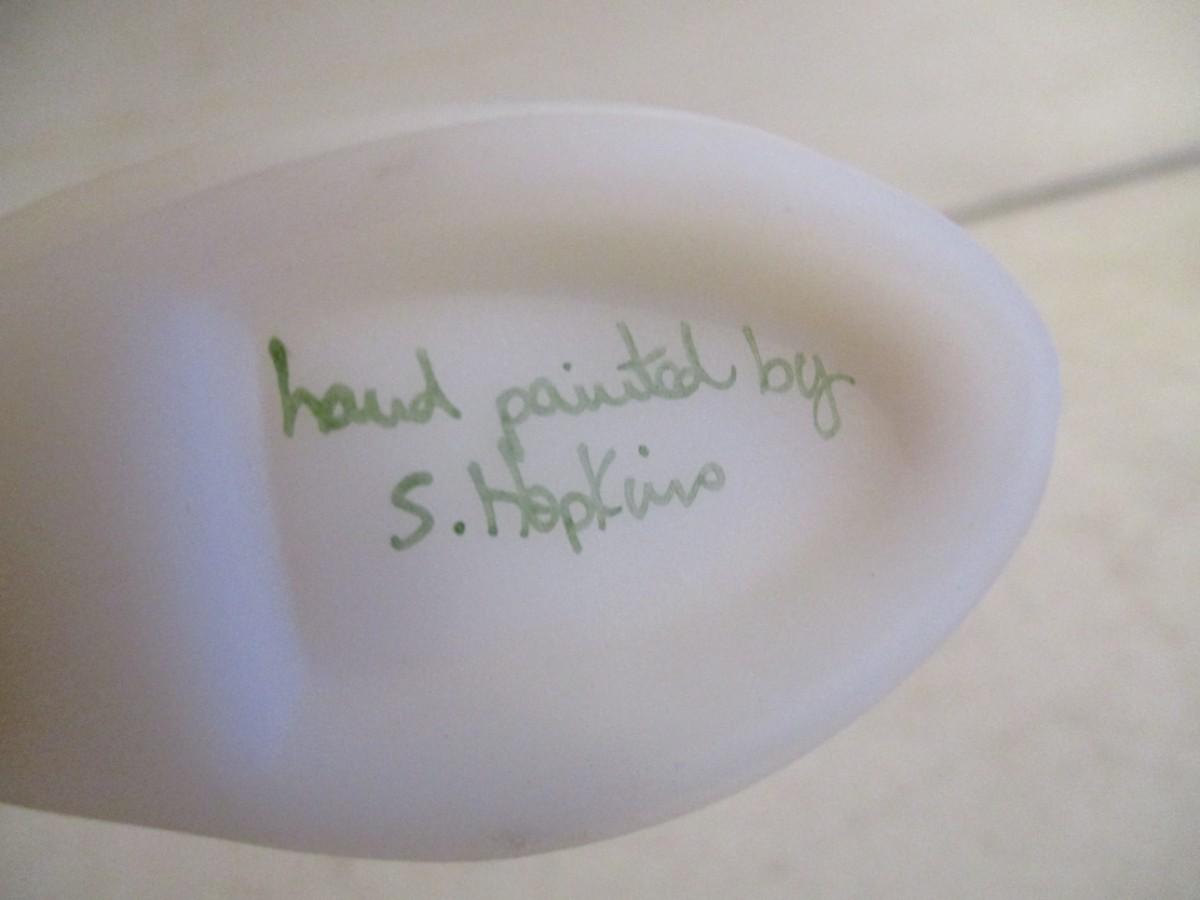 hand painted by
S. Hopkins